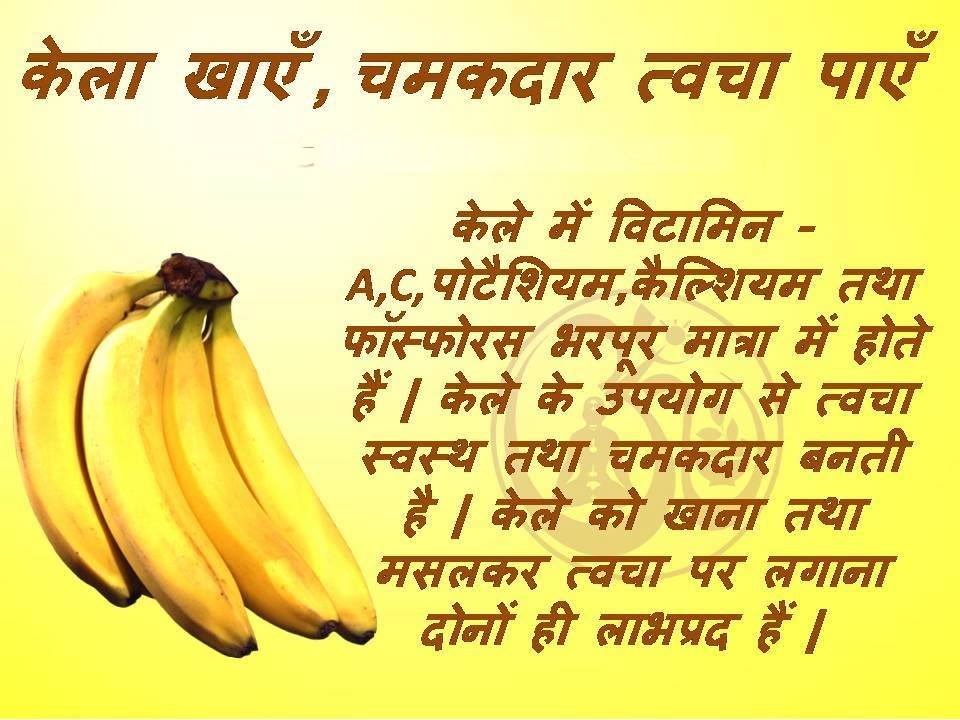 केला खाएँ , चमकदार त्वचा पाएँ
केले में विटामिन -
A,C,पोटैशियम,कैल्शियम तथा
फॉस्फोरस भरपूर मात्रा में होते
हैं | केले के उपयोग से त्वचा
स्वस्थ तथा चमकदार बनती
है | केले को खाना तथा
मसलकर त्वचा पर लगाना
दोनों ही लाभप्रद हैं |